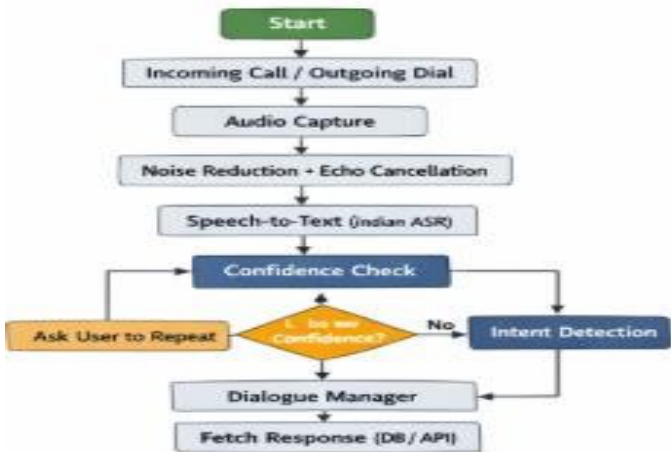 Start
Incoming Call / Outgoing Dial
Audio Capture
Noise Reduction + Echo Cancellation
Speech-to-Text (Indian ASR)
Confidence Check
Confidence?
Ask User to Repeat
No
Intent Detection
Dialogue Manager
Fetch Response (DB / API)